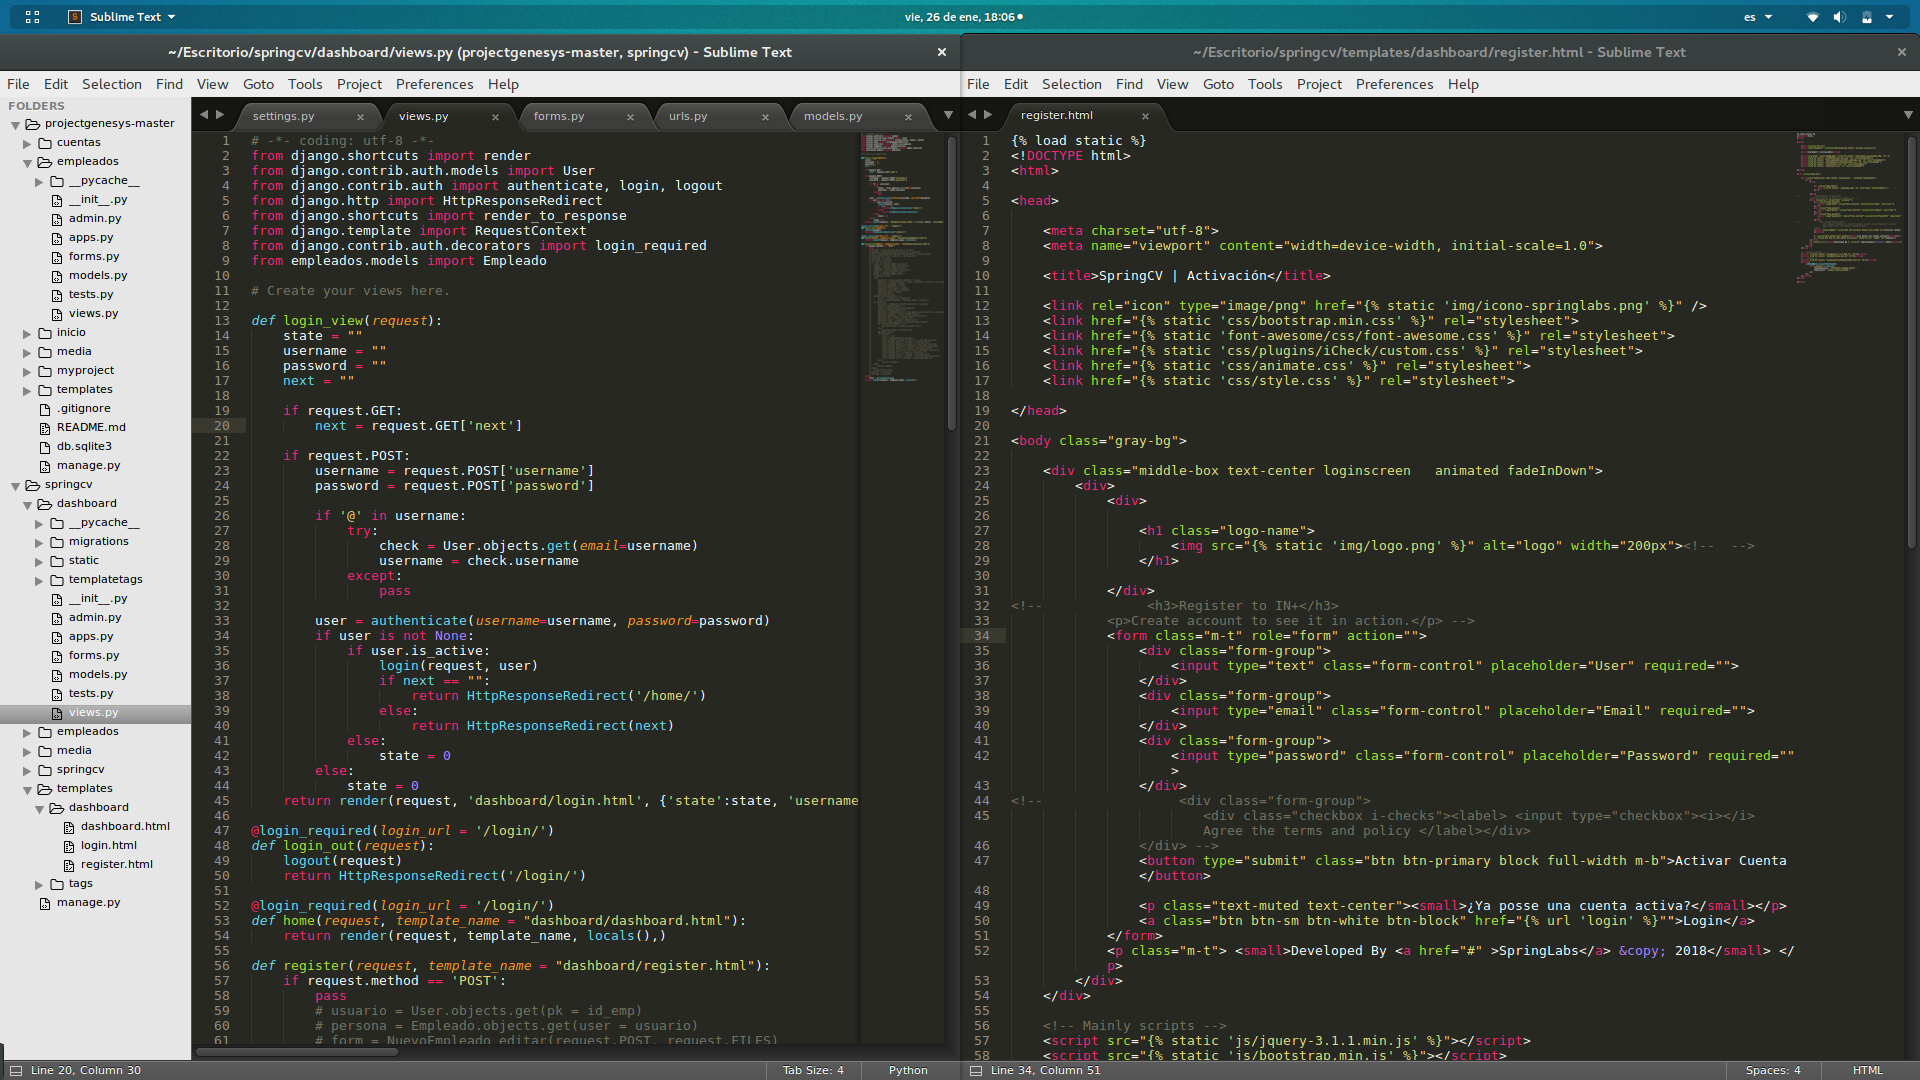 Sublime Text
vie, 26 de ene, 18:06
es
~/Escritorio/springcv/dashboard/views.py (projectgenesys-master, springcv) - Sublime Text
File Edit Selection Find View Goto Tools Project Preferences Help
FOLDERS
projectgenesys-master
cuentas
empleados
__pycache__
__init__.py
admin.py
apps.py
forms.py
models.py
tests.py
views.py
inicio
media
myproject
templates
.gitignore
README.md
db.sqlite3
manage.py
springcv
dashboard
__pycache__
migrations
static
templatetags
__init__.py
admin.py
apps.py
forms.py
models.py
tests.py
views.py
empleados
media
springcv
templates
dashboard
dashboard.html
login.html
register.html
tags
manage.py
settings.py views.py forms.py urls.py models.py
1 # -*- coding: utf-8 -*-
2 from django.shortcuts import render
3 from django.contrib.auth.models import User
4 from django.contrib.auth import authenticate, login, logout
5 from django.http import HttpResponseRedirect
6 from django.shortcuts import render_to_response
7 from django.template import RequestContext
8 from django.contrib.auth.decorators import login_required
9 from empleados.models import Empleado
10
11 # Create your views here.
12
13 def login_view(request):
14 state = ""
15 username = ""
16 password = ""
17 next = ""
18
19 if request.GET:
20 next = request.GET['next']
21
22 if request.POST:
23 username = request.POST['username']
24 password = request.POST['password']
25
26 if '@' in username:
27 try:
28 check = User.objects.get(email=username)
29 username = check.username
30 except:
31 pass
32
33 user = authenticate(username=username, password=password)
34 if user is not None:
35 if user.is_active:
36 login(request, user)
37 if next == "":
38 return HttpResponseRedirect('/home/')
39 else:
40 return HttpResponseRedirect(next)
41 else:
42 state = 0
43 else:
44 state = 0
45 return render(request, 'dashboard/login.html', {'state':state, 'username
46
47 @login_required(login_url = '/login/')
48 def login_out(request):
49 logout(request)
50 return HttpResponseRedirect('/login/')
51
52 @login_required(login_url = '/login/')
53 def home(request, template_name = "dashboard/dashboard.html"):
54 return render(request, template_name, locals(),)
55
56 def register(request, template_name = "dashboard/register.html"):
57 if request.method == 'POST':
58 pass
59 # usuario = User.objects.get(pk = id_emp)
60 # persona = Empleado.objects.get(user = usuario)
61 # form = NuevoEmpleado_editar(request.POST, request.FILES)
Line 20, Column 30
Tab Size: 4
Python
~/Escritorio/springcv/templates/dashboard/register.html - Sublime Text
File Edit Selection Find View Goto Tools Project Preferences Help
register.html
1 {% load static %}
2 <!DOCTYPE html>
3 <html>
4
5 <head>
6
7 <meta charset="utf-8">
8 <meta name="viewport" content="width=device-width, initial-scale=1.0">
9
10 <title>SpringCV | Activación</title>
11
12 <link rel="icon" type="image/png" href="{% static 'img/icono-springlabs.png' %}" />
13 <link href="{% static 'css/bootstrap.min.css' %}" rel="stylesheet">
14 <link href="{% static 'font-awesome/css/font-awesome.css' %}" rel="stylesheet">
15 <link href="{% static 'css/plugins/iCheck/custom.css' %}" rel="stylesheet">
16 <link href="{% static 'css/animate.css' %}" rel="stylesheet">
17 <link href="{% static 'css/style.css' %}" rel="stylesheet">
18
19 </head>
20
21 <body class="gray-bg">
22
23 <div class="middle-box text-center loginscreen   animated fadeInDown">
24 <div>
25 <div>
26
27 <h1 class="logo-name">
28 <img src="{% static 'img/logo.png' %}" alt="logo" width="200px"><!--  -->
29 </h1>
30
31 </div>
32 <!-- <h3>Register to IN+</h3>
33 <p>Create account to see it in action.</p> -->
34 <form class="m-t" role="form" action="">
35 <div class="form-group">
36 <input type="text" class="form-control" placeholder="User" required="">
37 </div>
38 <div class="form-group">
39 <input type="email" class="form-control" placeholder="Email" required="">
40 </div>
41 <div class="form-group">
42 <input type="password" class="form-control" placeholder="Password" required=""
>
43 </div>
44 <!-- <div class="form-group">
45 <div class="checkbox i-checks"><label> <input type="checkbox"><i></i>
Agree the terms and policy </label></div>
46 </div> -->
47 <button type="submit" class="btn btn-primary block full-width m-b">Activar Cuenta
</button>
48
49 <p class="text-muted text-center"><small>¿Ya posse una cuenta activa?</small></p>
50 <a class="btn btn-sm btn-white btn-block" href="{% url 'login' %}"">Login</a>
51 </form>
52 <p class="m-t"> <small>Developed By <a href="#" >SpringLabs</a> &copy; 2018</small> </
p>
53 </div>
54 </div>
55
56 <!-- Mainly scripts -->
57 <script src="{% static 'js/jquery-3.1.1.min.js' %}"></script>
58 <script src="{% static 'js/bootstrap.min.js' %}"></script>
Line 34, Column 51
Spaces: 4
HTML